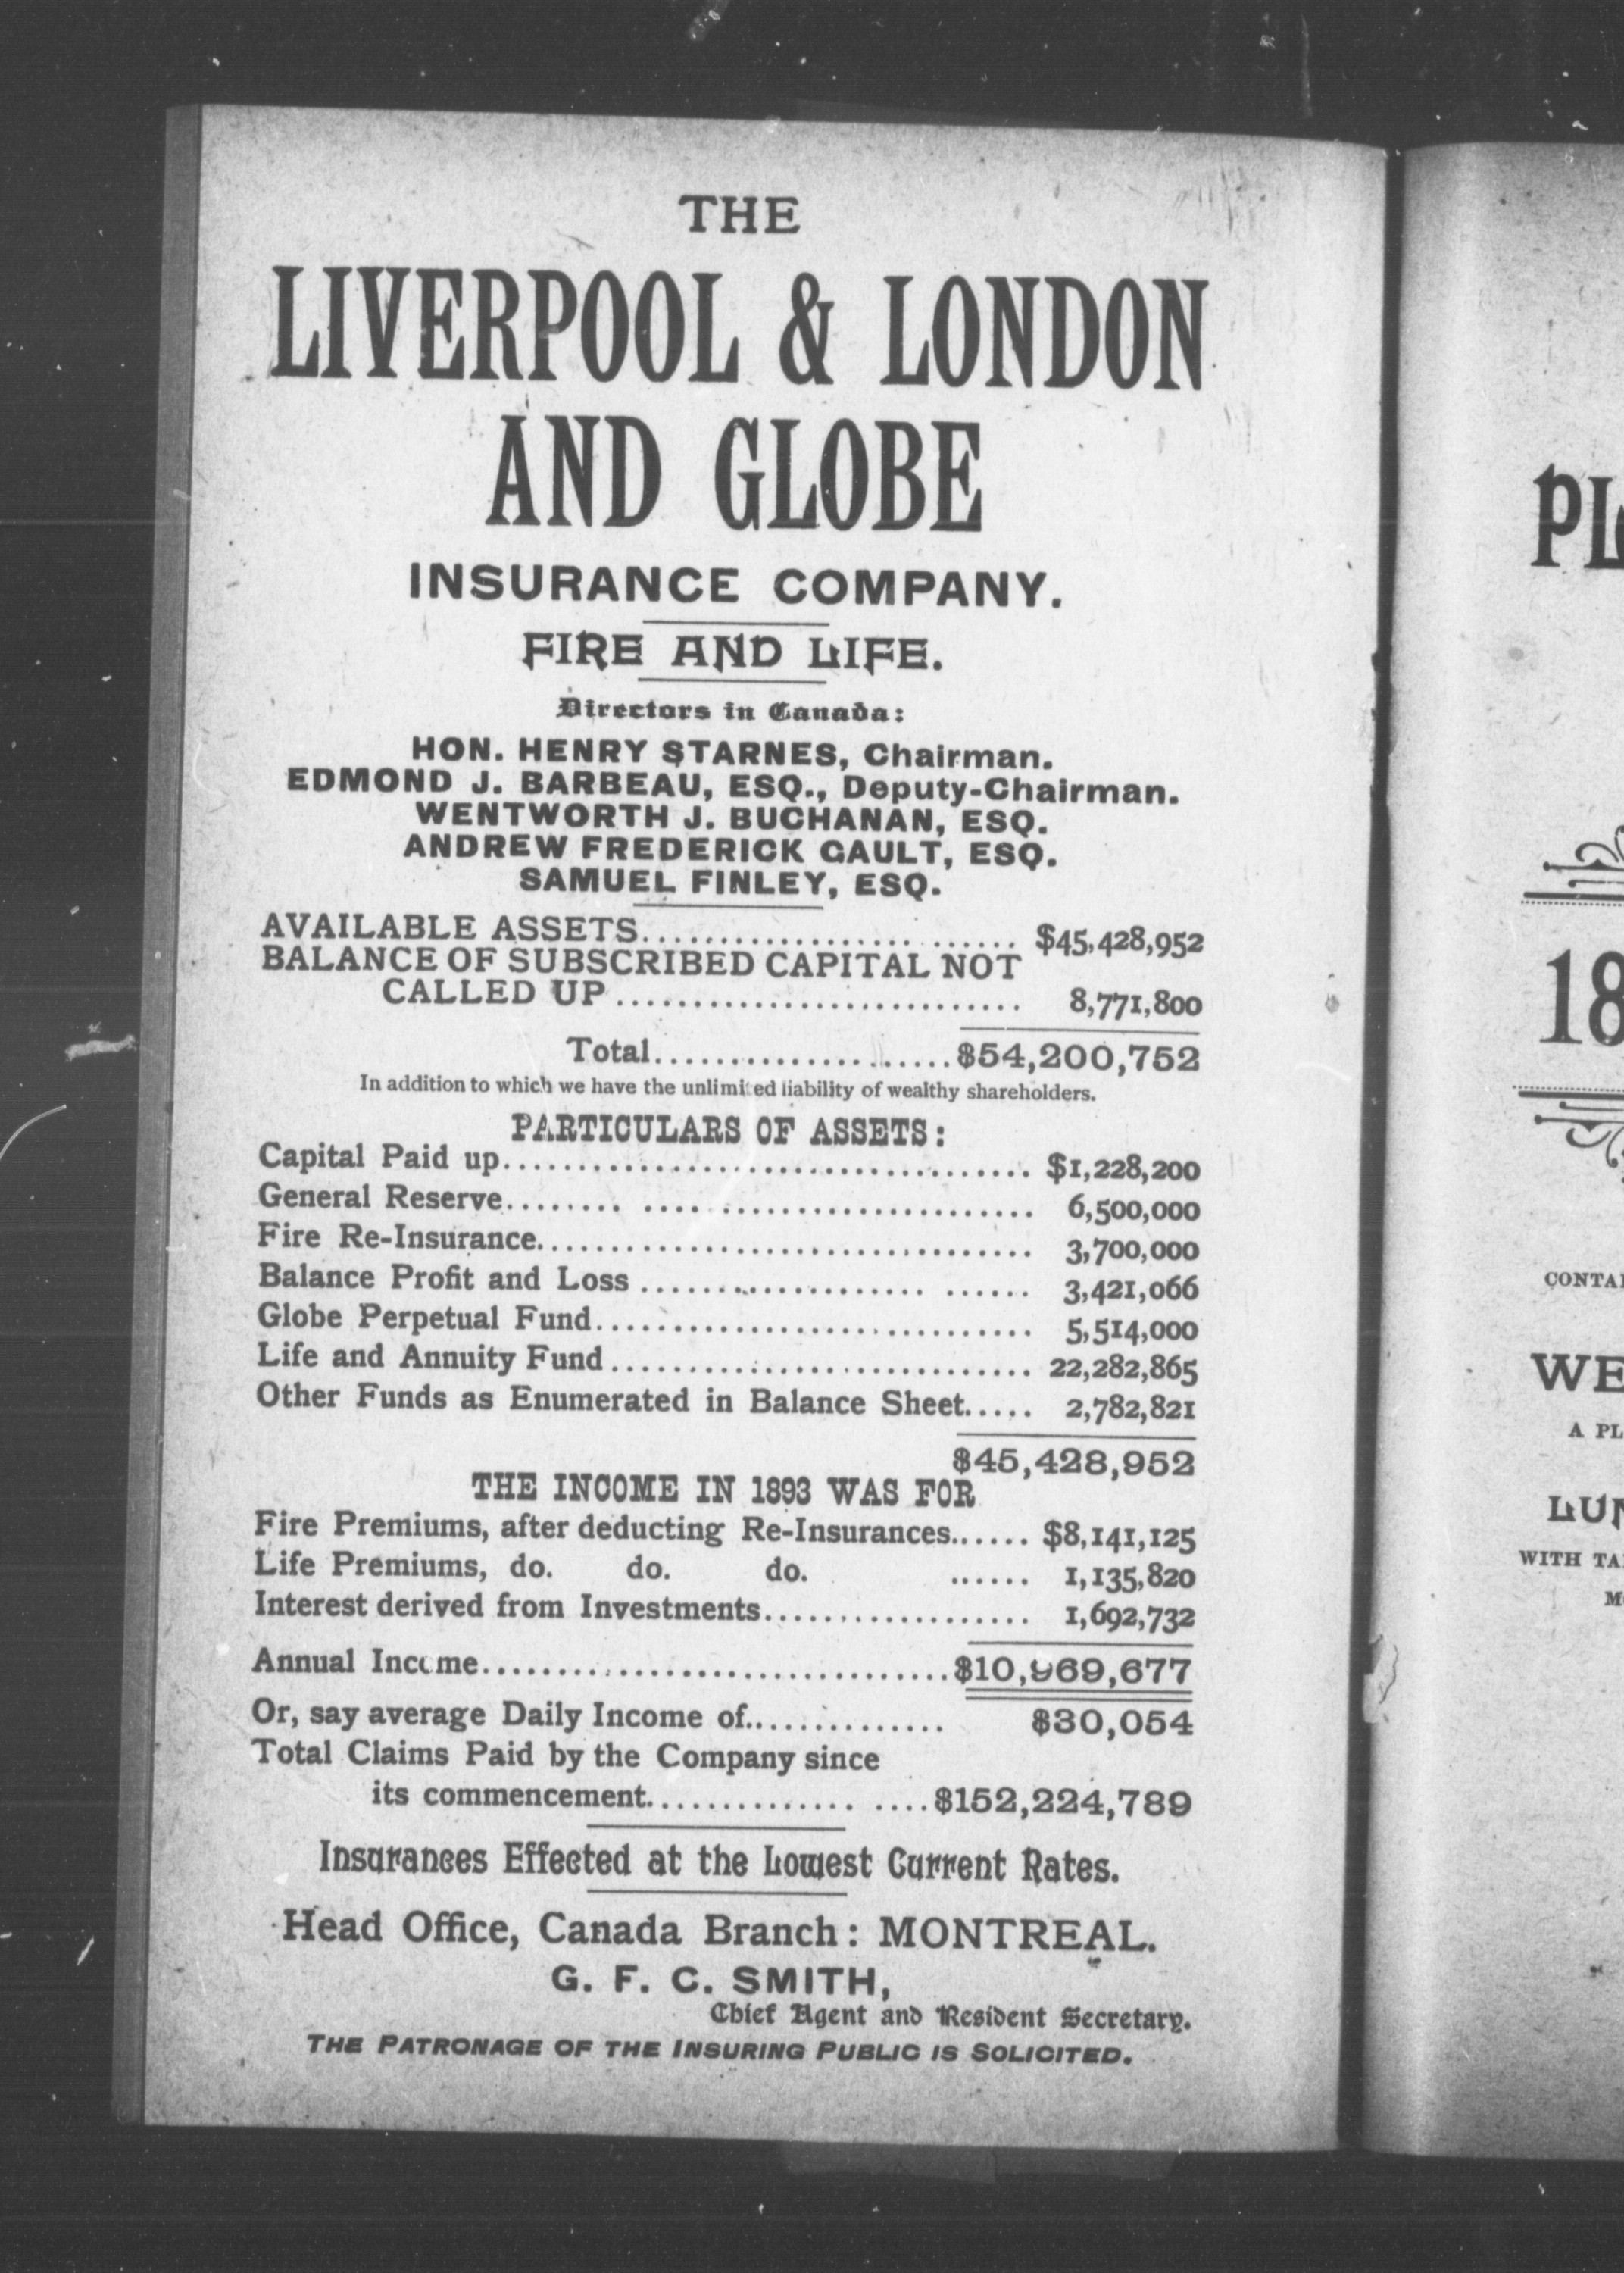 THE
LIVERPOOL & LONDON
AND GLOBE
INSURANCE COMPANY.
FIRE AND LIFE.
Directors in Canada:
HON. HENRY STARNES, Chairman.
EDMOND J. BARBEAU, ESQ., Deputy-Chairman.
WENTWORTH J. BUCHANAN, ESQ.
ANDREW FREDERICK GAULT, ESQ.
SAMUEL FINLEY, ESQ.
AVAILABLE ASSETS.......................... $45,428,952
BALANCE OF SUBSCRIBED CAPITAL NOT
CALLED UP............................ 8,771,800
Total......................$54,200,752
In addition to which we have the unlimited liability of wealthy shareholders.
PARTICULARS OF ASSETS:
Capital Paid up.................................... $1,228,200
General Reserve.................................... 6,500,000
Fire Re-Insurance.................................. 3,700,000
Balance Profit and Loss .......................... 3,421,066
Globe Perpetual Fund.............................. 5,514,000
Life and Annuity Fund............................. 22,282,865
Other Funds as Enumerated in Balance Sheet..... 2,782,821
$45,428,952
THE INCOME IN 1893 WAS FOR
Fire Premiums, after deducting Re-Insurances...... $8,141,125
Life Premiums, do. do. do. ...... 1,135,820
Interest derived from Investments.................. 1,692,732
Annual Income................................$10,969,677
Or, say average Daily Income of.............. $30,054
Total Claims Paid by the Company since
its commencement.............. ....$152,224,789
Insurances Effected at the Lowest Current Rates.
Head Office, Canada Branch: MONTREAL.
G. F. C. SMITH,
Chief Agent and Resident Secretary.
THE PATRONAGE OF THE INSURING PUBLIC IS SOLICITED.
18
WE
A PL
WITH TA